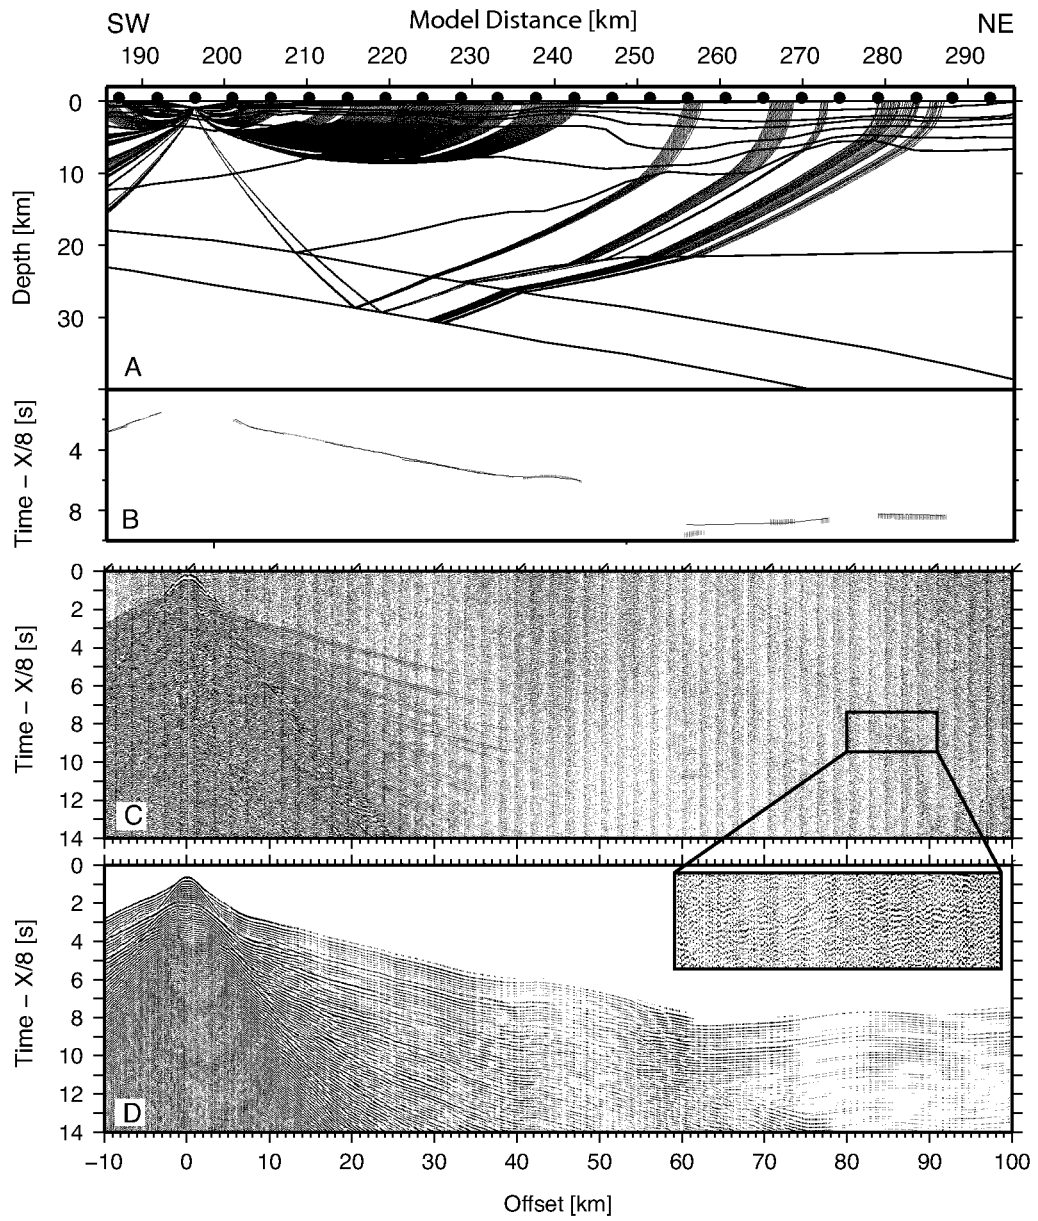 SW Model Distance [km] NE
190 200 210 220 230 240 250 260 270 280 290
0
10
20
30
Depth [km]
A
4
8
Time – X/8 [s]
B
0
2
4
6
8
10
12
14
Time – X/8 [s]
C
0
2
4
6
8
10
12
14
Time – X/8 [s]
D
−10 0 10 20 30 40 50 60 70 80 90 100
Offset [km]